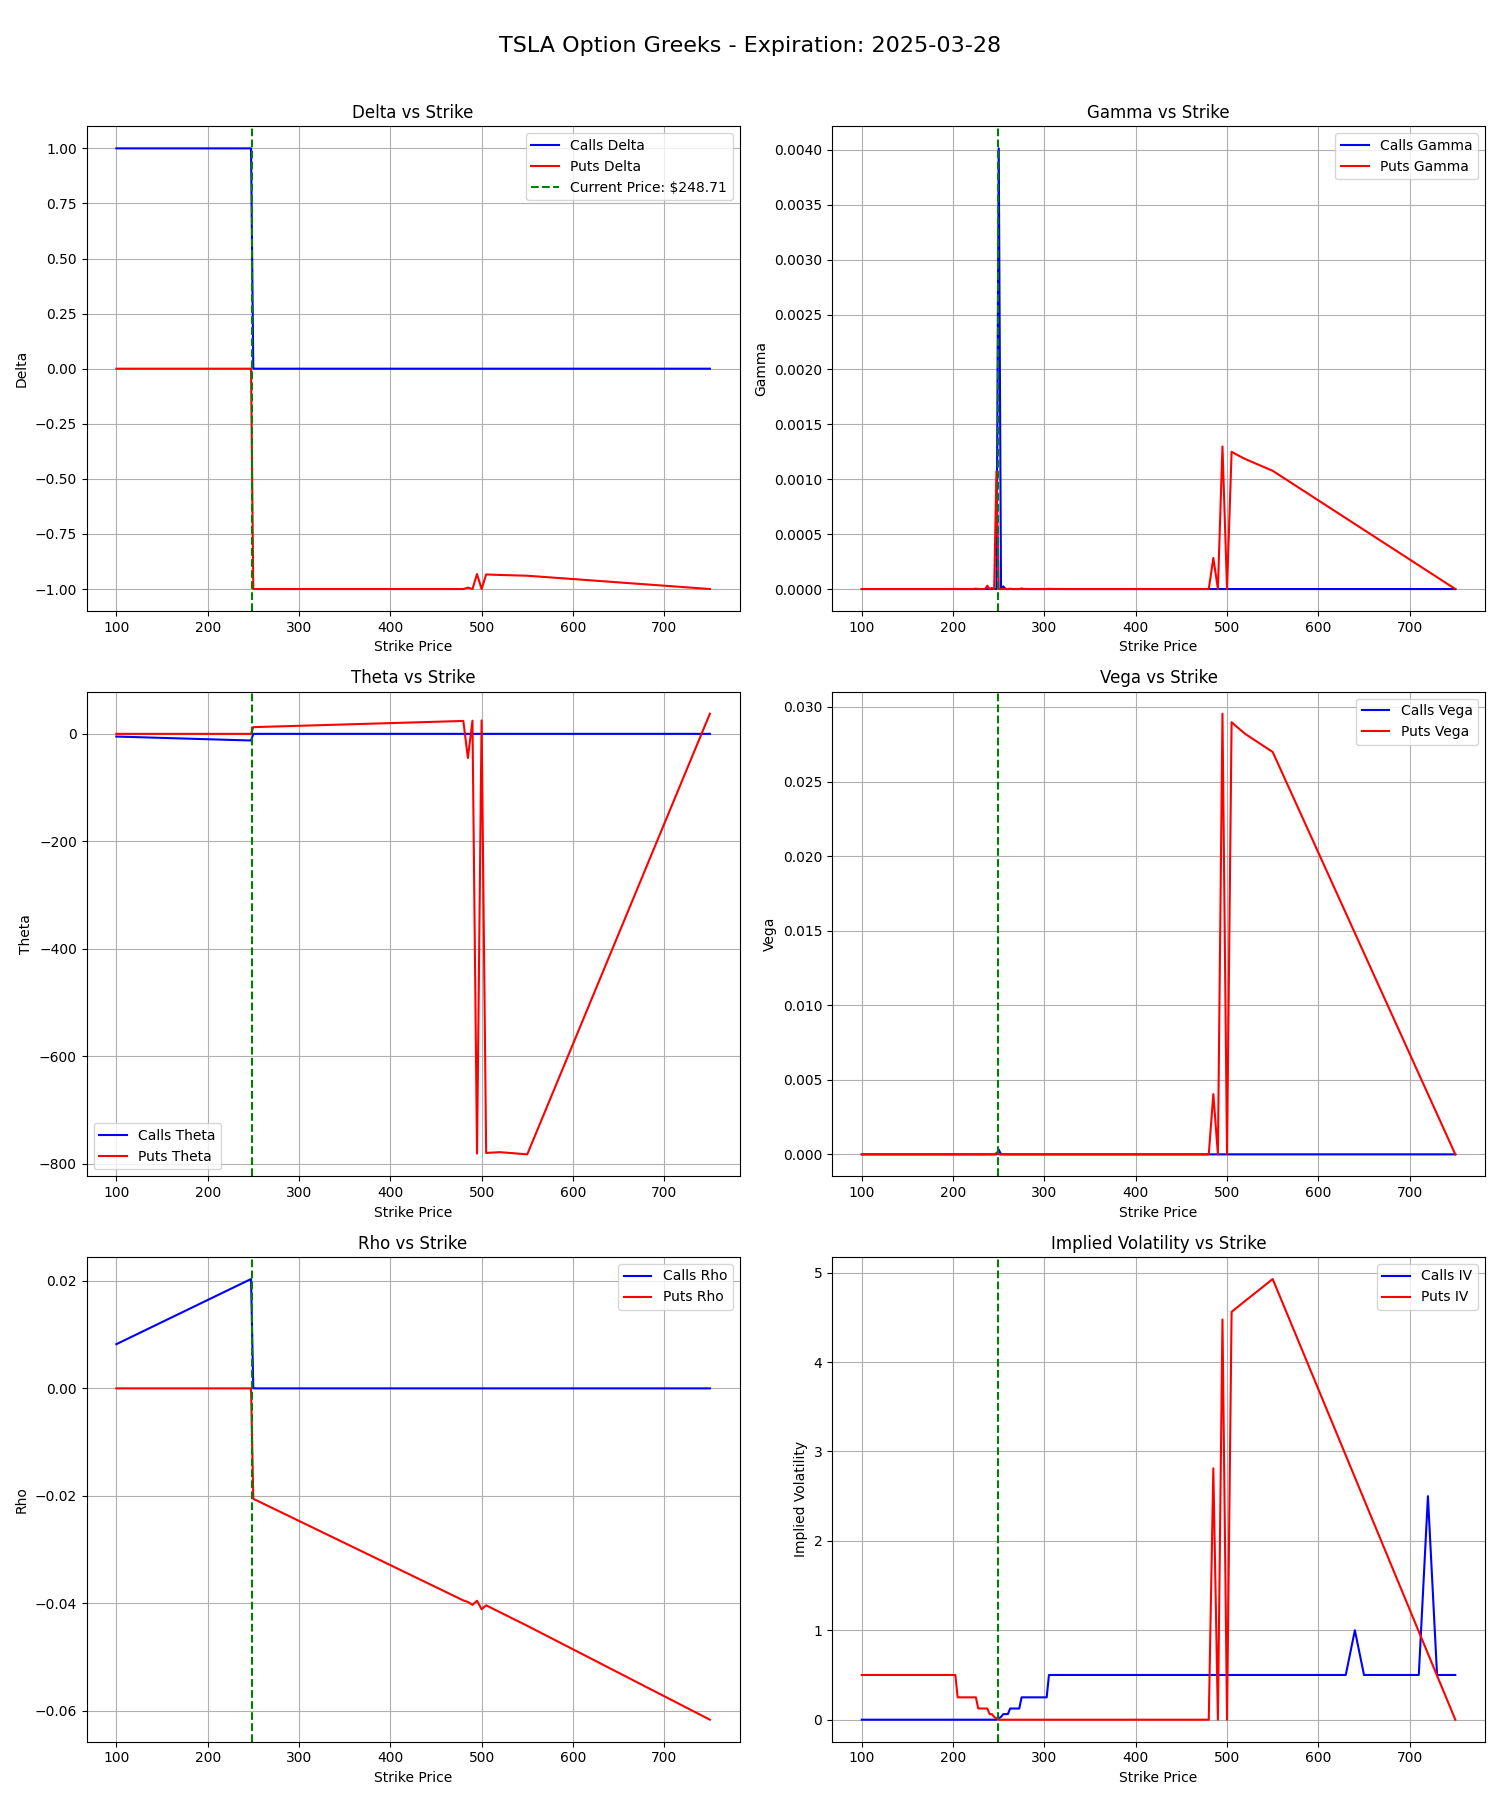 TSLA Option Greeks - Expiration: 2025-03-28
Delta vs Strike
Calls Delta
Puts Delta
Current Price: $248.71
1.00
0.75
0.50
0.25
0.00
−0.25
−0.50
−0.75
−1.00
Delta
100 200 300 400 500 600 700
Strike Price
Gamma vs Strike
Calls Gamma
Puts Gamma
0.0040
0.0035
0.0030
0.0025
0.0020
0.0015
0.0010
0.0005
0.0000
Gamma
100 200 300 400 500 600 700
Strike Price
Theta vs Strike
0
−200
−400
−600
−800
Theta
Calls Theta
Puts Theta
100 200 300 400 500 600 700
Strike Price
Vega vs Strike
Calls Vega
Puts Vega
0.030
0.025
0.020
0.015
0.010
0.005
0.000
Vega
100 200 300 400 500 600 700
Strike Price
Rho vs Strike
Calls Rho
Puts Rho
0.02
0.00
−0.02
−0.04
−0.06
Rho
100 200 300 400 500 600 700
Strike Price
Implied Volatility vs Strike
Calls IV
Puts IV
5
4
3
2
1
0
Implied Volatility
100 200 300 400 500 600 700
Strike Price